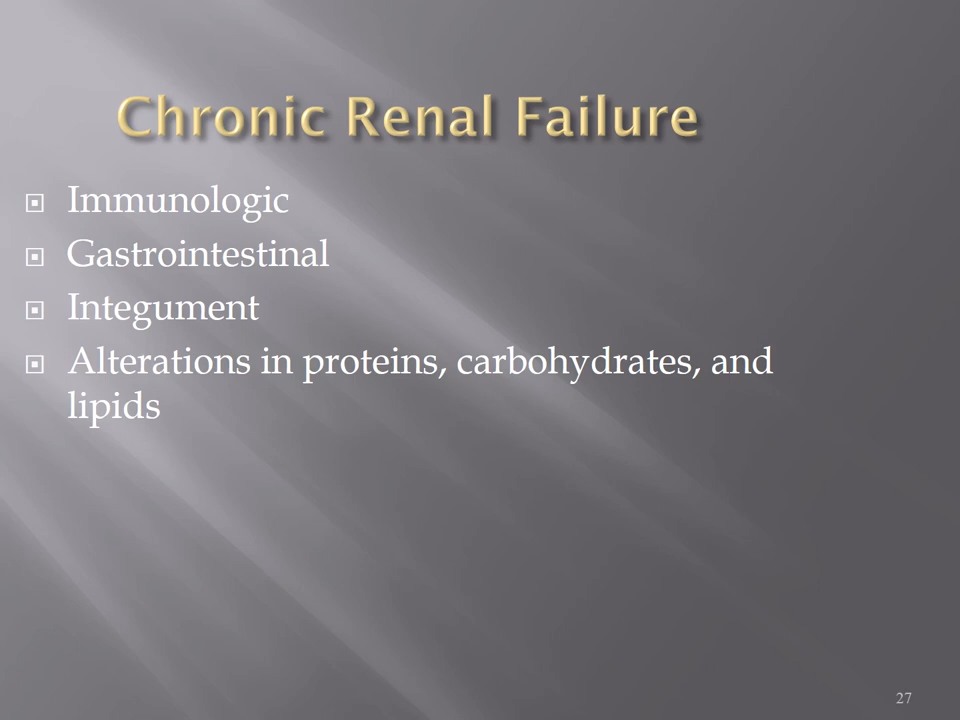 Chronic Renal Failure
Immunologic
Gastrointestinal
Integument
Alterations in proteins, carbohydrates, and
lipids
27